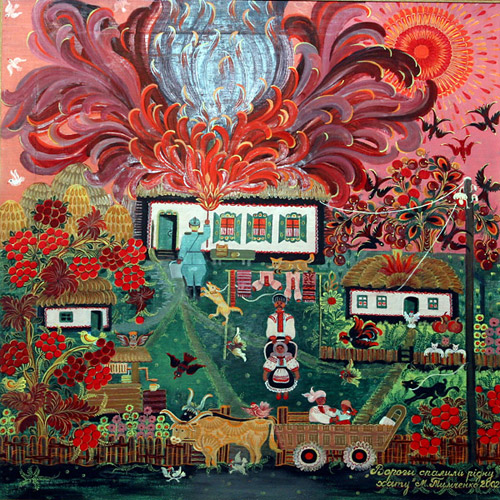 "Вороги спалили рідну
хату" М. Тимченко